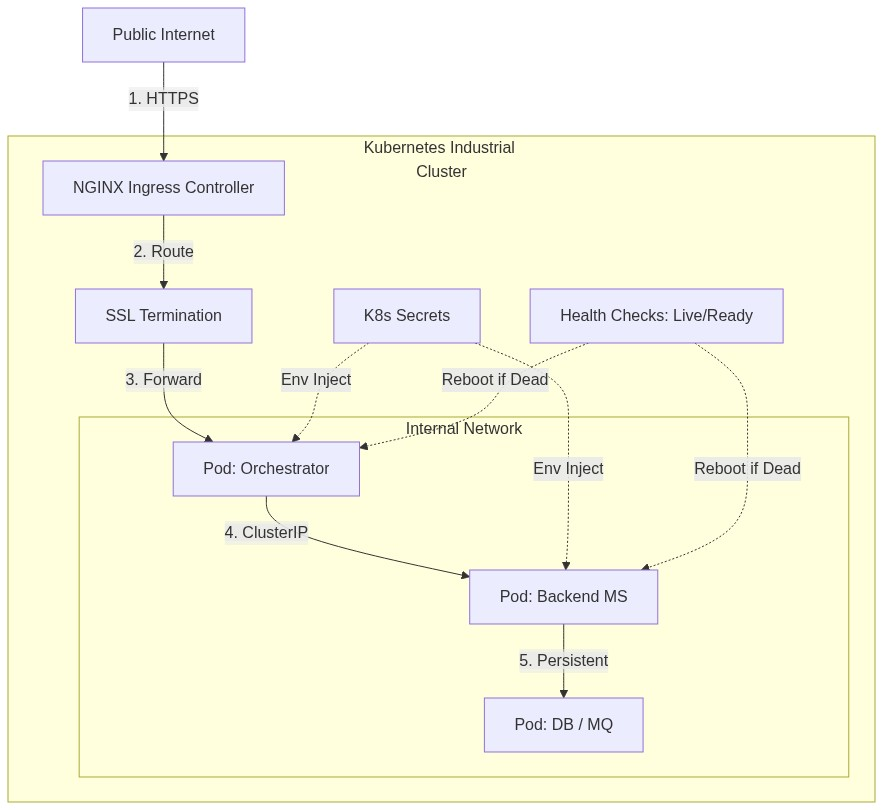 Public Internet
1. HTTPS
Kubernetes Industrial
Cluster
NGINX Ingress Controller
2. Route
SSL Termination
K8s Secrets
Health Checks: Live/Ready
3. Forward
Env Inject
Reboot if Dead
Internal Network
Pod: Orchestrator
Env Inject
Reboot if Dead
4. ClusterIP
Pod: Backend MS
5. Persistent
Pod: DB / MQ